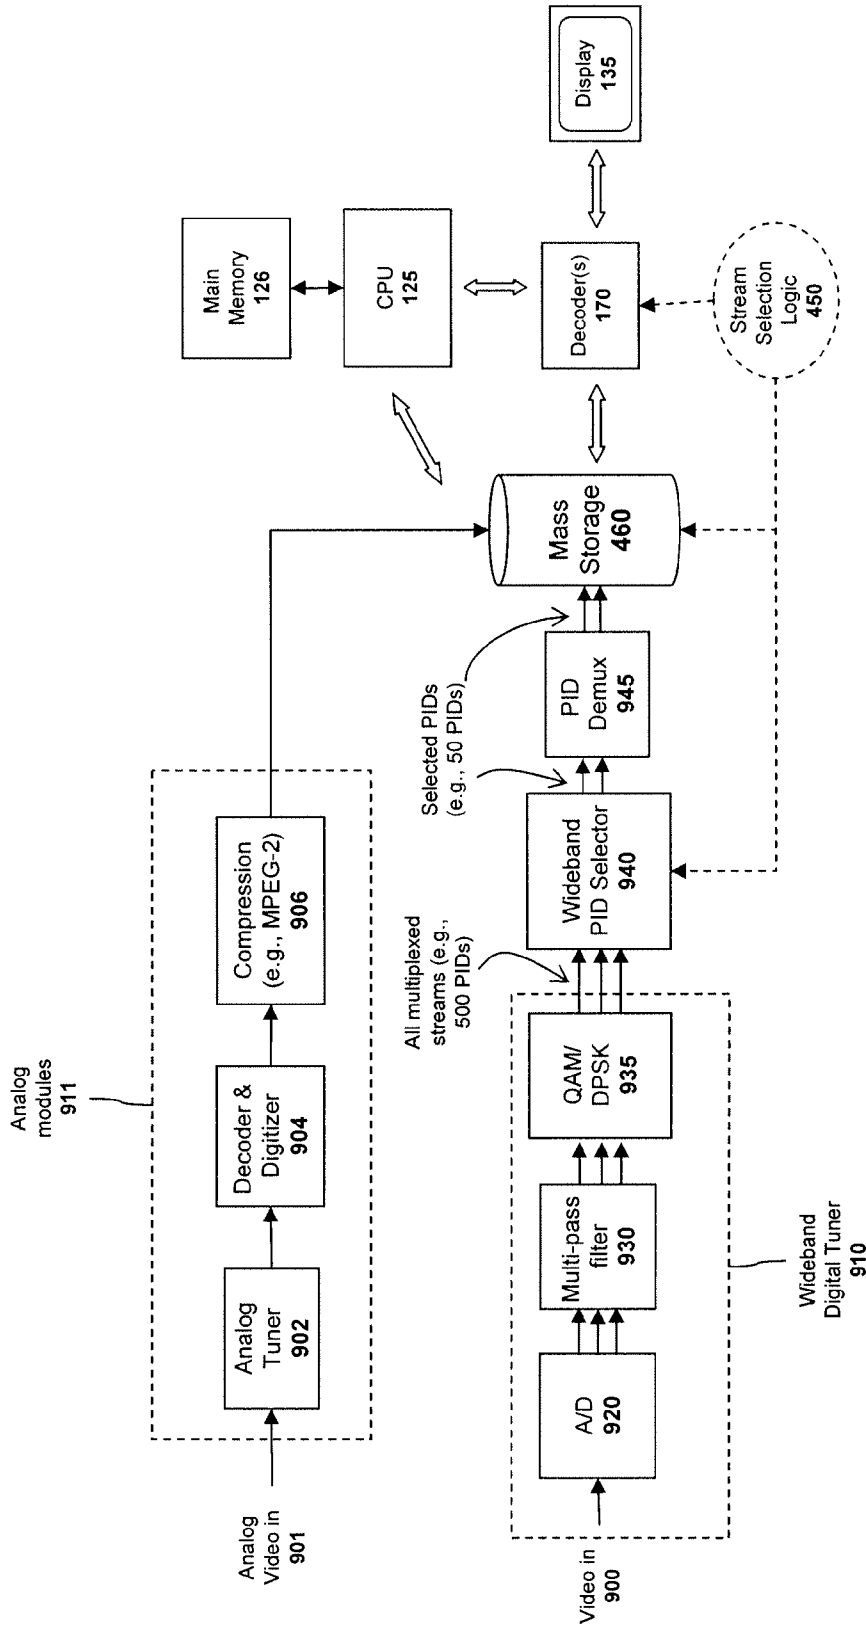 Analog
modules
911
Analog
Video in
901
Analog
Tuner
902
Decoder &
Digitizer
904
Compression
(e.g., MPEG-2)
906
Main
Memory
126
CPU
125
All multiplexed
streams (e.g.,
500 PIDs)
Selected PIDs
(e.g., 50 PIDs)
Video in
900
A/D
920
Multi-pass
filter
930
QAM/
DPSK
935
Wideband
PID Selector
940
PID
Demux
945
Mass
Storage
460
Decoder(s)
170
Display
135
Wideband
Digital Tuner
910
Stream
Selection
Logic
450